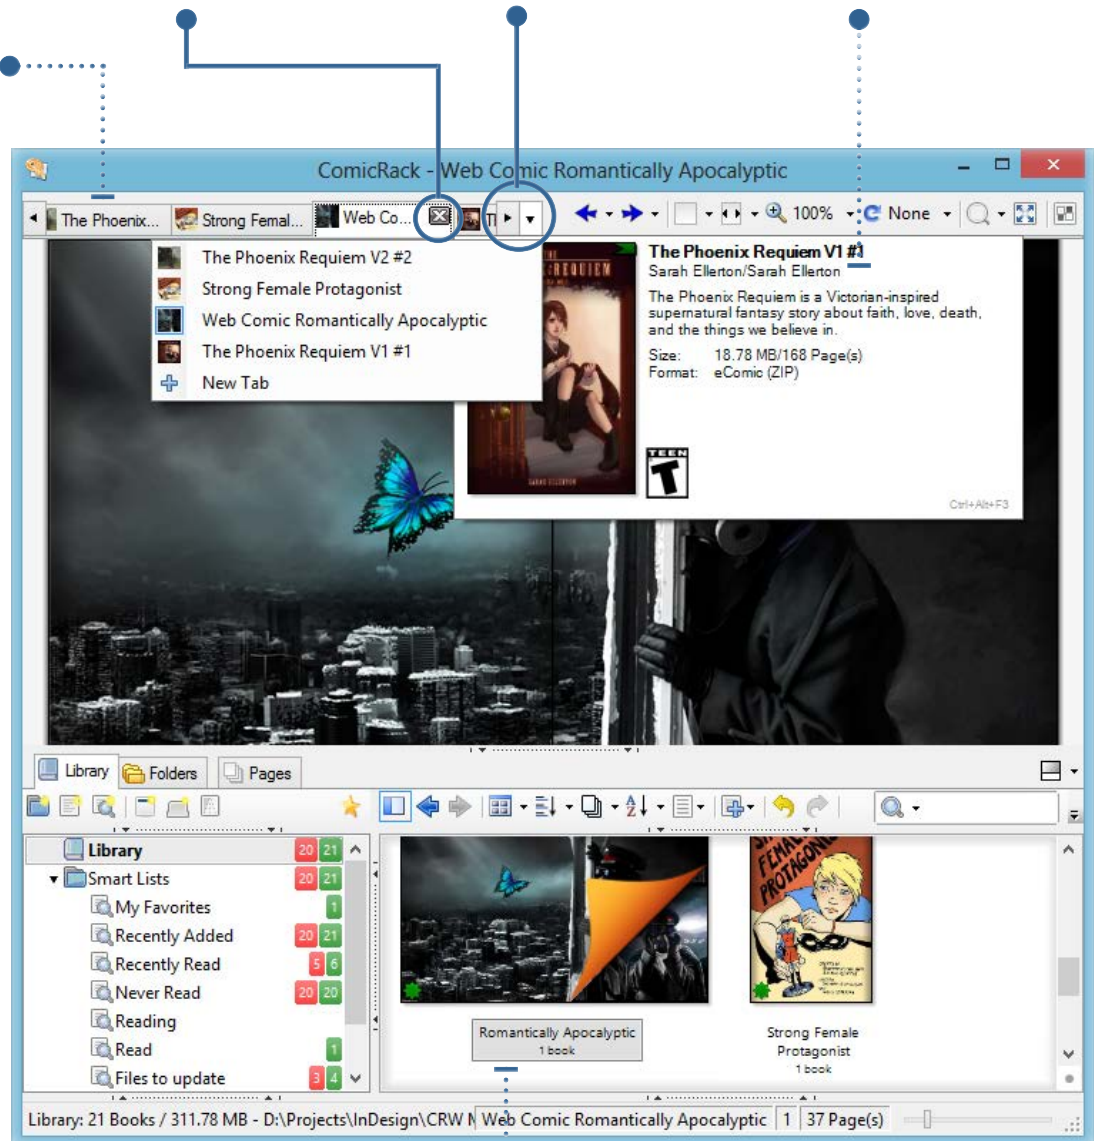 ComicRack - Web Comic Romantically Apocalyptic
The Phoenix...
Strong Femal...
Web Co...
100%
None
The Phoenix Requiem V2 #2
Strong Female Protagonist
Web Comic Romantically Apocalyptic
The Phoenix Requiem V1 #1
New Tab
THE
REQUIEM
SARAH ELLERTON
The Phoenix Requiem V1 #1
Sarah Ellerton/Sarah Ellerton
The Phoenix Requiem is a Victorian-inspired
supernatural fantasy story about faith, love, death,
and the things we believe in.
Size: 18.78 MB/168 Page(s)
Format: eComic (ZIP)
TEEN
T
Ctrl+Alt+F3
Library
Folders
Pages
Library 20 21
Smart Lists 20 21
My Favorites 1
Recently Added 20 21
Recently Read 5 6
Never Read 20 20
Reading
Read 1
Files to update 3 4
PROTAGONIST
Romantically Apocalyptic
1 book
Strong Female
Protagonist
1 book
Library: 21 Books / 311.78 MB - D:\Projects\InDesign\CRW
Web Comic Romantically Apocalyptic
1
37 Page(s)